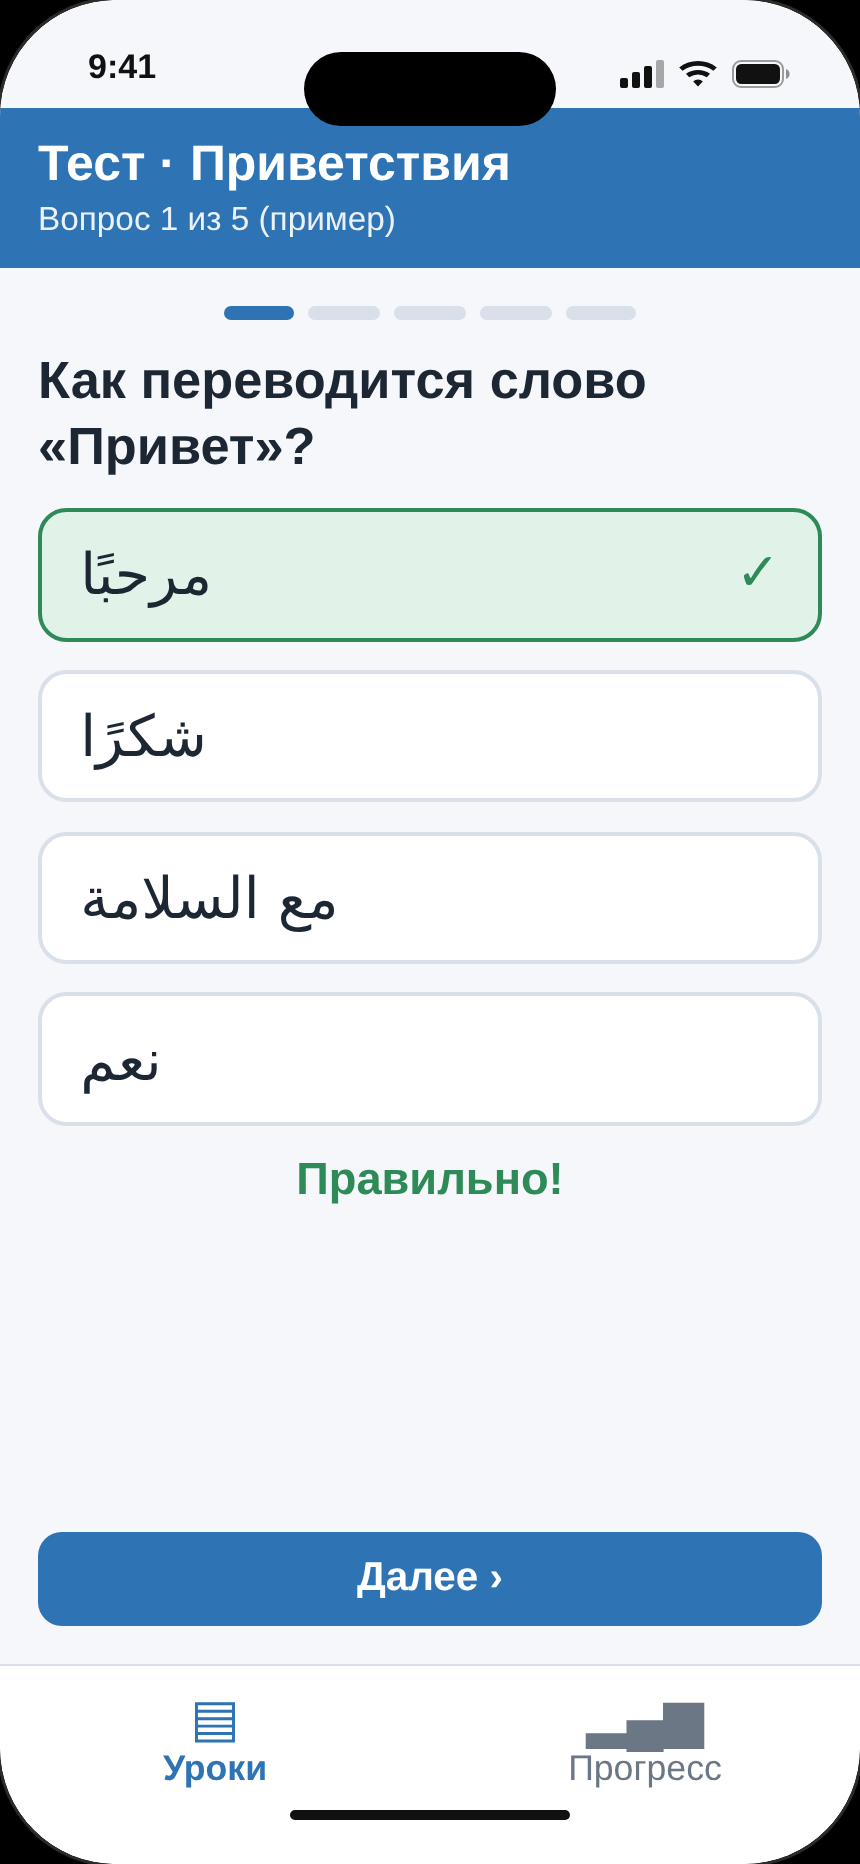 9:41
Тест · Приветствия
Вопрос 1 из 5 (пример)
Как переводится слово
«Привет»?
مرحبًا ✓
شكرًا
مع السلامة
نعم
Правильно!
Далее ›
Уроки
Прогресс